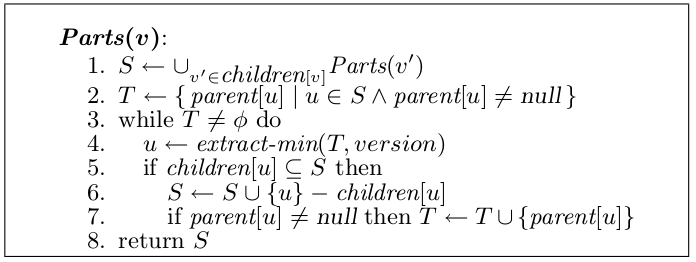 Parts(v):
1. S ← ∪_{v′∈children[v]} Parts(v′)
2. T ← { parent[u] | u ∈ S ∧ parent[u] ≠ null }
3. while T ≠ ϕ do
4. u ← extract-min(T, version)
5. if children[u] ⊆ S then
6. S ← S ∪ {u} − children[u]
7. if parent[u] ≠ null then T ← T ∪ {parent[u]}
8. return S